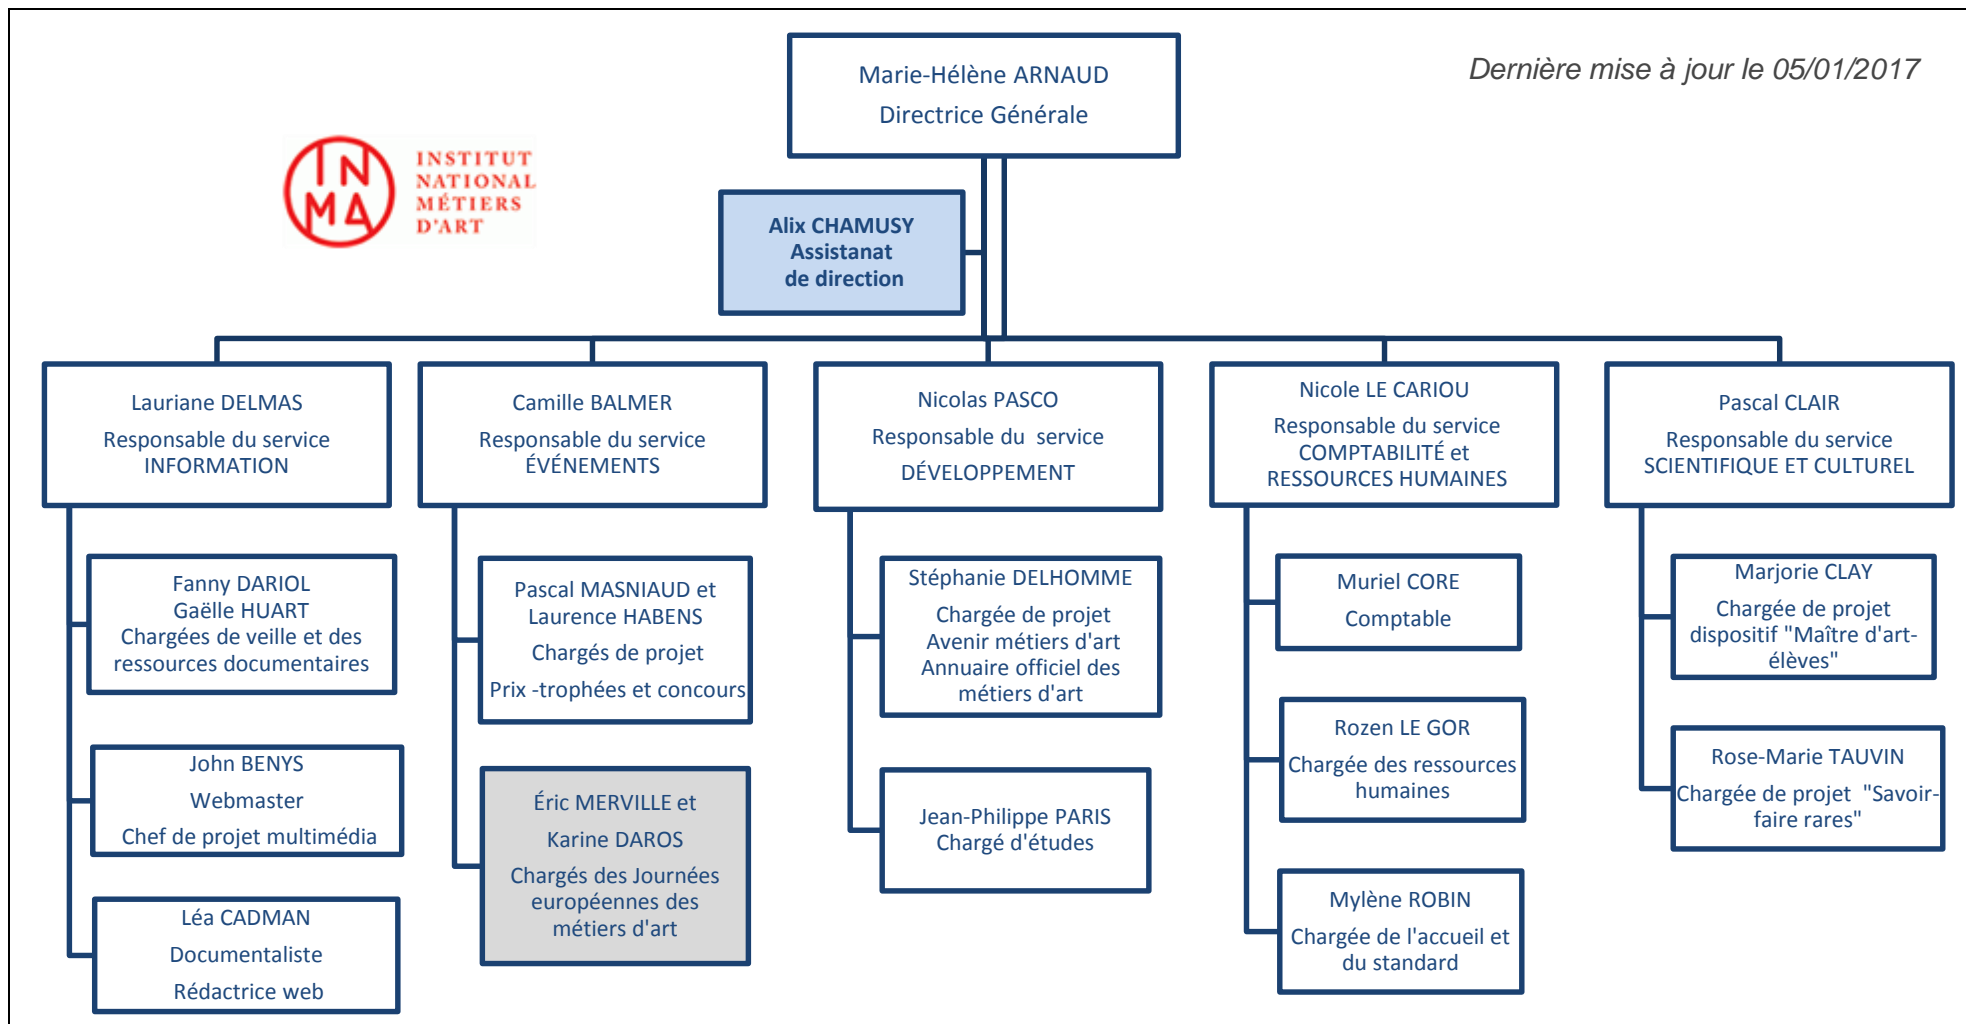 Marie-Hélène ARNAUD
Directrice Générale
Dernière mise à jour le 05/01/2017
INMA
INSTITUT
NATIONAL
MÉTIERS
D'ART
Alix CHAMUSY
Assistanat
de direction
Lauriane DELMAS
Responsable du service
INFORMATION
Camille BALMER
Responsable du service
ÉVÉNEMENTS
Nicolas PASCO
Responsable du  service
DÉVELOPPEMENT
Nicole LE CARIOU
Responsable du service
COMPTABILITÉ et
RESSOURCES HUMAINES
Pascal CLAIR
Responsable du service
SCIENTIFIQUE ET CULTUREL
Fanny DARIOL
Gaëlle HUART
Chargées de veille et des
ressources documentaires
John BENYS
Webmaster
Chef de projet multimédia
Léa CADMAN
Documentaliste
Rédactrice web
Pascal MASNIAUD et
Laurence HABENS
Chargés de projet
Prix -trophées et concours
Éric MERVILLE et
Karine DAROS
Chargés des Journées
européennes des
métiers d'art
Stéphanie DELHOMME
Chargée de projet
Avenir métiers d'art
Annuaire officiel des
métiers d'art
Jean-Philippe PARIS
Chargé d'études
Muriel CORE
Comptable
Rozen LE GOR
Chargée des ressources
humaines
Mylène ROBIN
Chargée de l'accueil et
du standard
Marjorie CLAY
Chargée de projet
dispositif "Maître d'art-
élèves"
Rose-Marie TAUVIN
Chargée de projet  "Savoir-
faire rares"